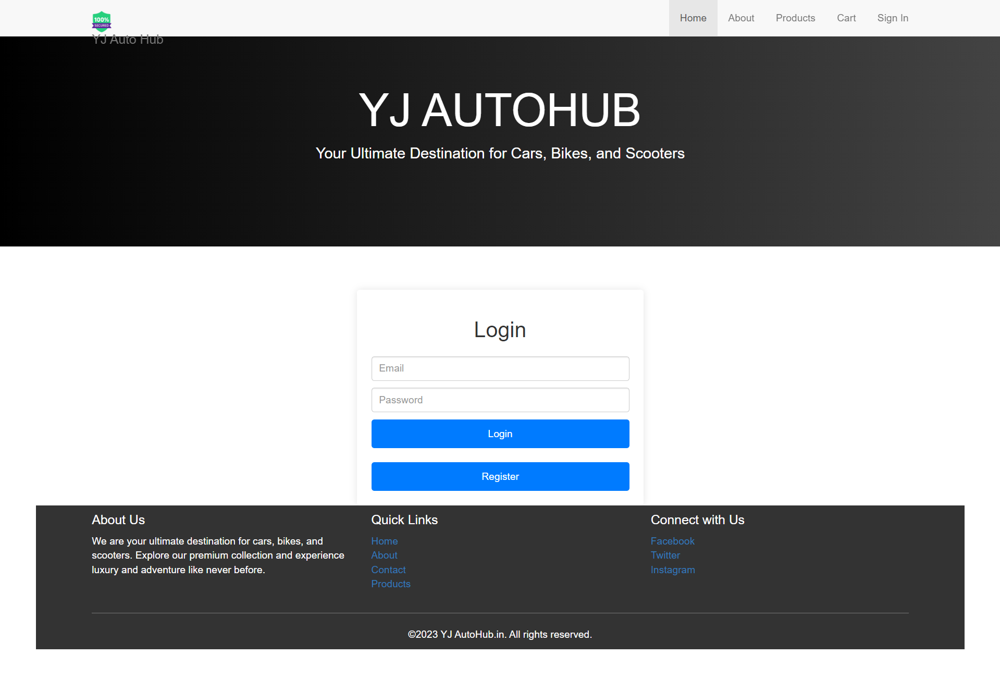 100%
SECURED
YJ Auto Hub
Home
About
Products
Cart
Sign In
YJ AUTOHUB
Your Ultimate Destination for Cars, Bikes, and Scooters
Login
Email
Password
Login
Register
About Us
We are your ultimate destination for cars, bikes, and
scooters. Explore our premium collection and experience
luxury and adventure like never before.
Quick Links
Home
About
Contact
Products
Connect with Us
Facebook
Twitter
Instagram
©2023 YJ AutoHub.in. All rights reserved.